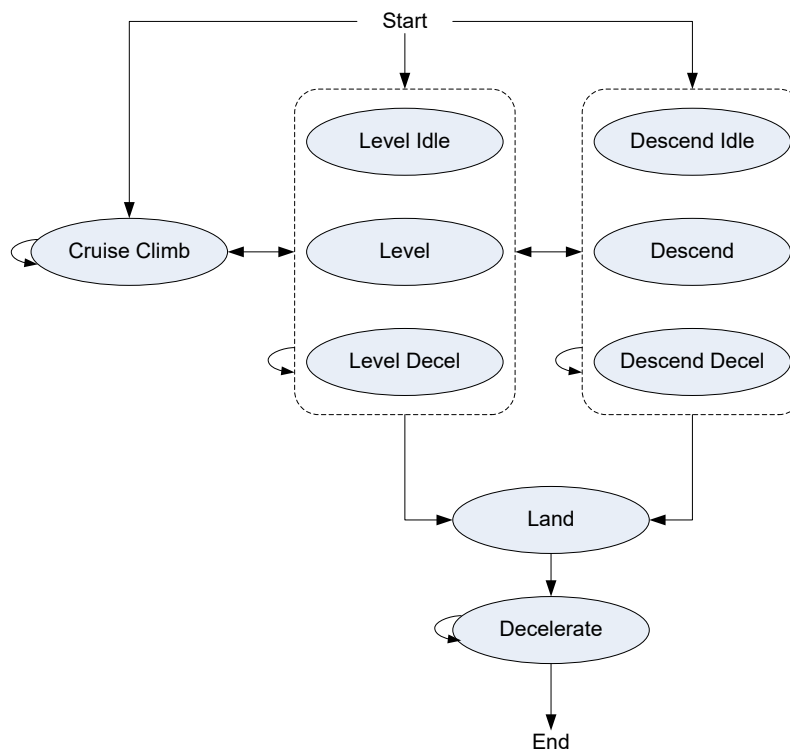 Start
Level Idle
Descend Idle
Cruise Climb
Level
Descend
Level Decel
Descend Decel
Land
Decelerate
End